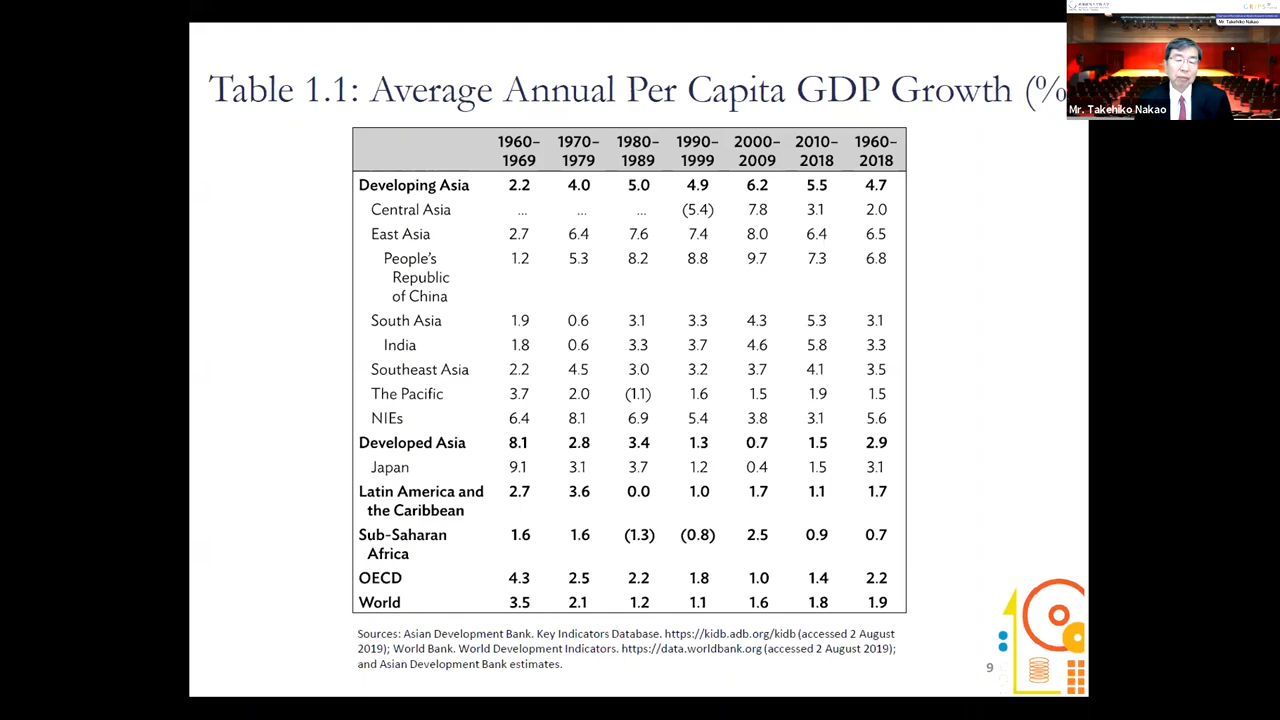 Table 1.1: Average Annual Per Capita GDP Growth (%
1960– 1970– 1980– 1990– 2000– 2010– 1960–
1969 1979 1989 1999 2009 2018 2018
Developing Asia 2.2 4.0 5.0 4.9 6.2 5.5 4.7
Central Asia ... ... ... (5.4) 7.8 3.1 2.0
East Asia 2.7 6.4 7.6 7.4 8.0 6.4 6.5
People's 1.2 5.3 8.2 8.8 9.7 7.3 6.8
Republic
of China
South Asia 1.9 0.6 3.1 3.3 4.3 5.3 3.1
India 1.8 0.6 3.3 3.7 4.6 5.8 3.3
Southeast Asia 2.2 4.5 3.0 3.2 3.7 4.1 3.5
The Pacific 3.7 2.0 (1.1) 1.6 1.5 1.9 1.5
NIEs 6.4 8.1 6.9 5.4 3.8 3.1 5.6
Developed Asia 8.1 2.8 3.4 1.3 0.7 1.5 2.9
Japan 9.1 3.1 3.7 1.2 0.4 1.5 3.1
Latin America and 2.7 3.6 0.0 1.0 1.7 1.1 1.7
the Caribbean
Sub-Saharan 1.6 1.6 (1.3) (0.8) 2.5 0.9 0.7
Africa
OECD 4.3 2.5 2.2 1.8 1.0 1.4 2.2
World 3.5 2.1 1.2 1.1 1.6 1.8 1.9
Sources: Asian Development Bank. Key Indicators Database. https://kidb.adb.org/kidb (accessed 2 August
2019); World Bank. World Development Indicators. https://data.worldbank.org (accessed 2 August 2019);
and Asian Development Bank estimates.
9
GRIPS
Mr. Takehiko Nakao
Mr. Takehiko Nakao